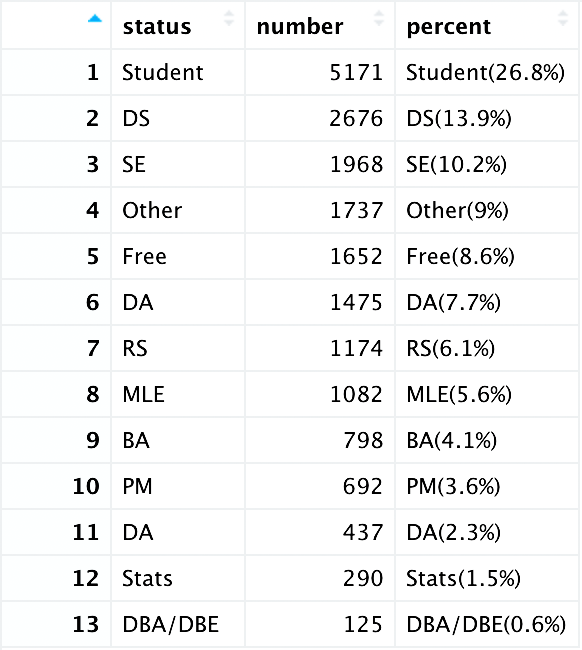 status number percent
1 Student 5171 Student(26.8%)
2 DS 2676 DS(13.9%)
3 SE 1968 SE(10.2%)
4 Other 1737 Other(9%)
5 Free 1652 Free(8.6%)
6 DA 1475 DA(7.7%)
7 RS 1174 RS(6.1%)
8 MLE 1082 MLE(5.6%)
9 BA 798 BA(4.1%)
10 PM 692 PM(3.6%)
11 DA 437 DA(2.3%)
12 Stats 290 Stats(1.5%)
13 DBA/DBE 125 DBA/DBE(0.6%)